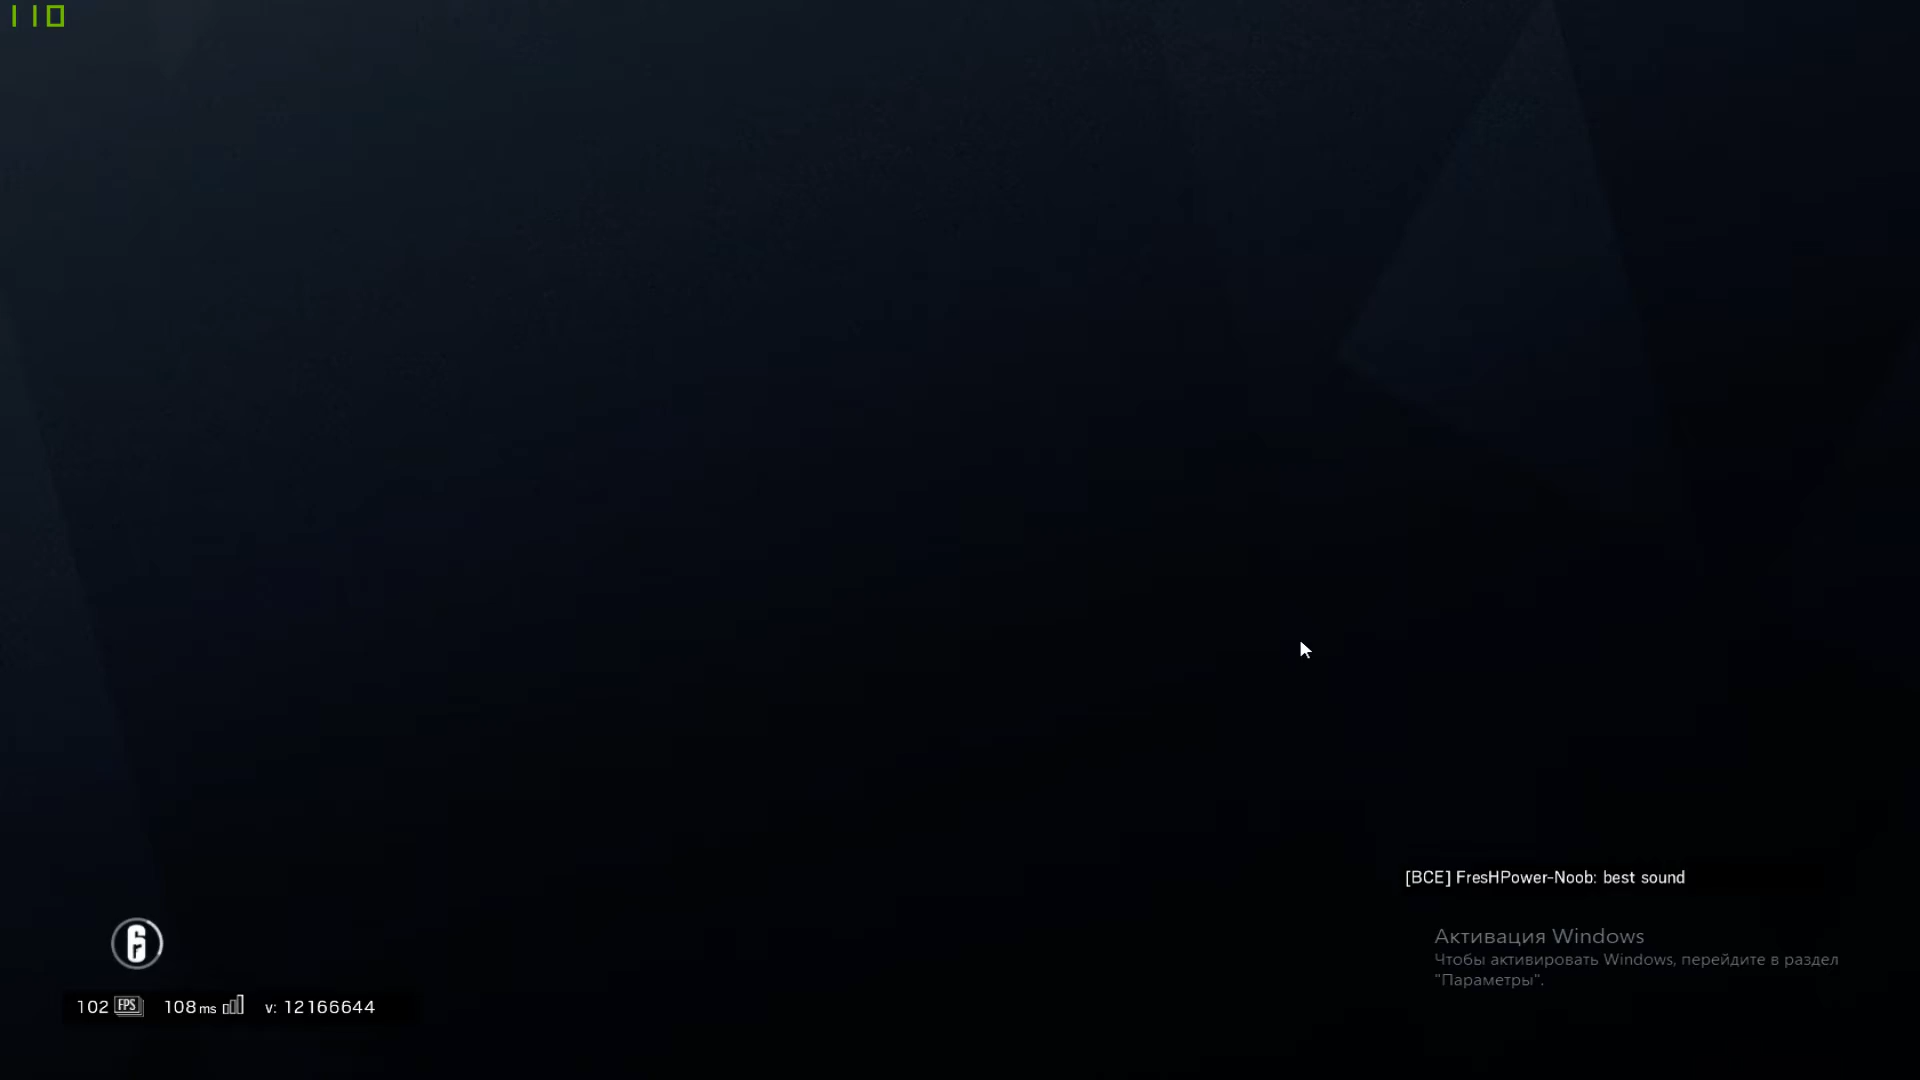 110
[ВСЕ] FresHPower-Noob: best sound
Активация Windows
Чтобы активировать Windows, перейдите в раздел
"Параметры".
6
102 FPS 108 ms v: 12166644